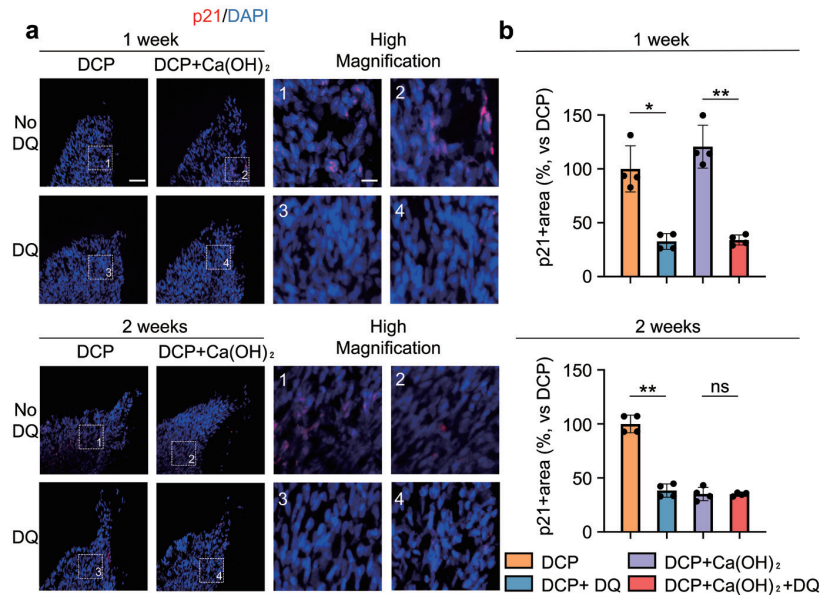 p21/DAPI
a
1 week
DCP
DCP+Ca(OH)₂
High
Magnification
No
DQ
1
2
1
2
DQ
3
4
3
4
2 weeks
DCP
DCP+Ca(OH)₂
High
Magnification
No
DQ
1
2
1
2
DQ
3
4
3
4
b
1 week
p21+area (%, vs DCP)
150
100
50
0
*
**
2 weeks
p21+area (%, vs DCP)
150
100
50
0
**
ns
DCP
DCP+Ca(OH)₂
DCP+ DQ
DCP+Ca(OH)₂+DQ